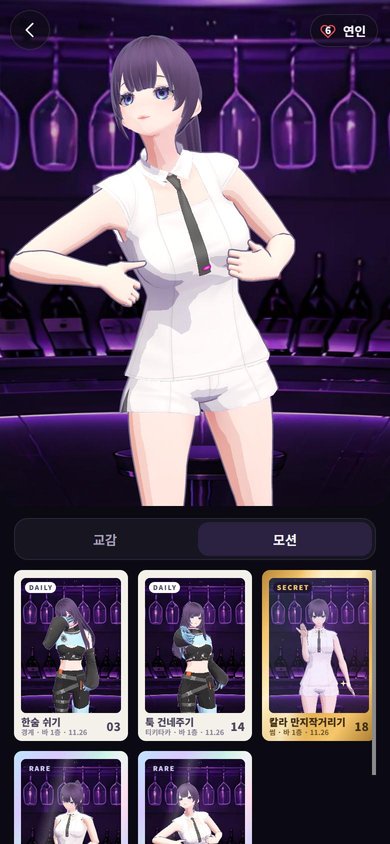 6 연인
교감 모션
DAILY
한숨 쉬기 03
경계 · 바 1층 · 11.26
DAILY
툭 건네주기 14
티키타카 · 바 1층 · 11.26
SECRET
칼라 만지작거리기 18
썸 · 바 1층 · 11.26
RARE
RARE